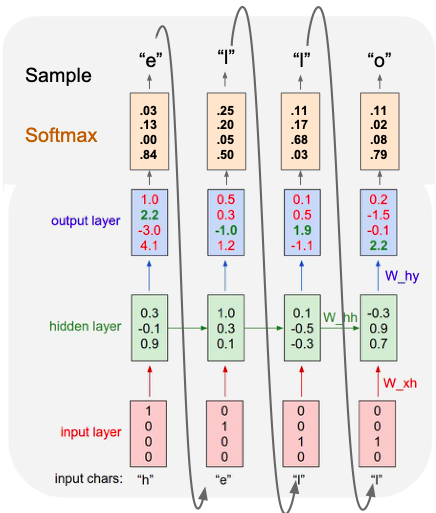 “e” “l” “l” “o”
Sample
.03 .25 .11 .11
.13 .20 .17 .02
.00 .05 .68 .08
.84 .50 .03 .79
Softmax
1.0 0.5 0.1 0.2
2.2 0.3 0.5 -1.5
-3.0 -1.0 1.9 -0.1
4.1 1.2 -1.1 2.2
output layer
W_hy
0.3 1.0 0.1 -0.3
-0.1 0.3 -0.5 0.9
0.9 0.1 -0.3 0.7
hidden layer
W_hh
W_xh
1 0 0 0
0 1 0 0
0 0 1 1
0 0 0 0
input layer
input chars: “h” “e” “l” “l”